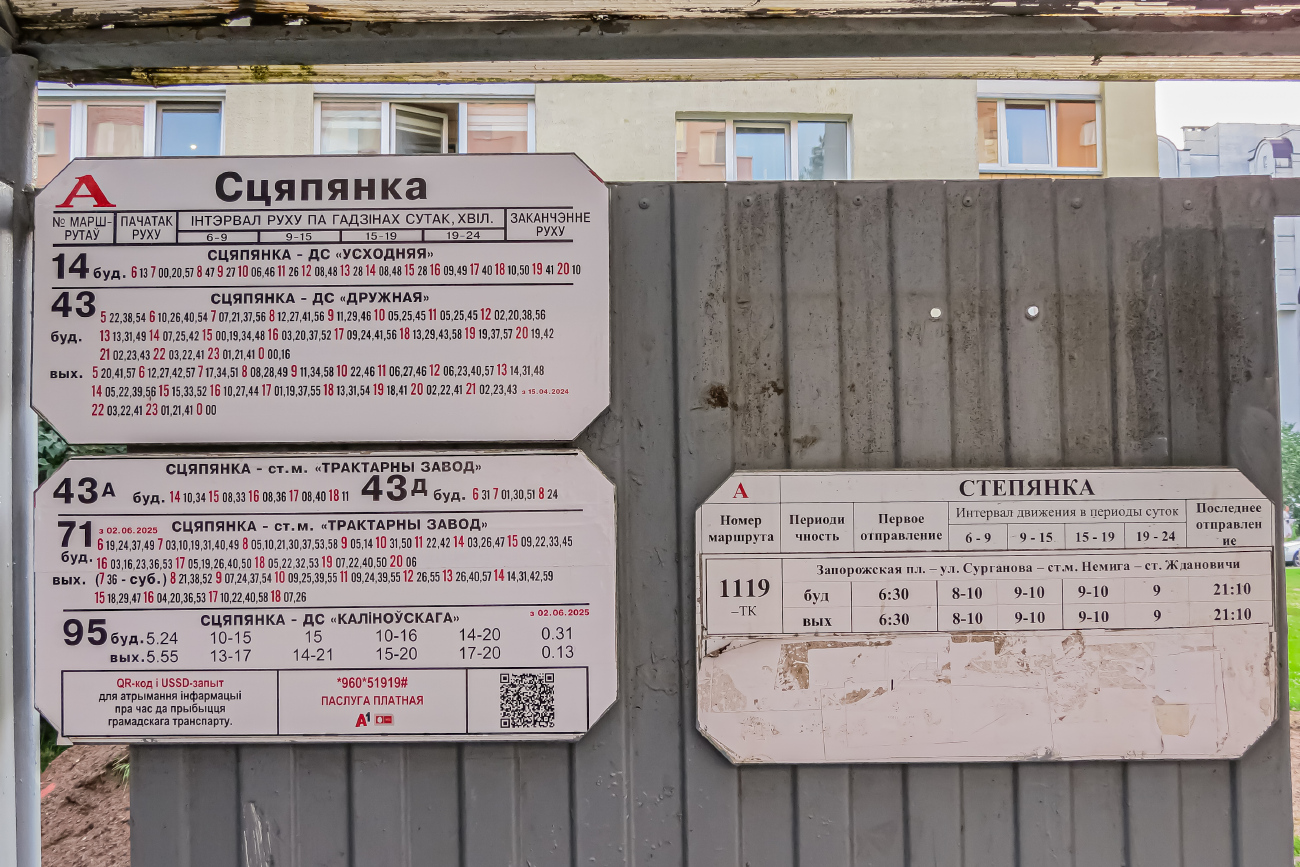 А Сцяпянка
№ МАРШ-РУТАЎ ПАЧАТАК РУХУ ІНТЭРВАЛ РУХУ ПА ГАДЗІНАХ СУТАК, ХВІЛ. ЗАКАНЧЭННЕ РУХУ
6-9 9-15 15-19 19-24
СЦЯПЯНКА - ДС «УСХОДНЯЯ»
14 буд. 6 13 7 00,20,57 8 47 9 27 10 06,46 11 26 12 08,48 13 28 14 08,48 15 28 16 09,49 17 40 18 10,50 19 41 20 10
43 СЦЯПЯНКА - ДС «ДРУЖНАЯ»
5 22,38,54 6 10,26,40,54 7 07,21,37,56 8 12,27,41,56 9 11,29,46 10 05,25,45 11 05,25,45 12 02,20,38,56
буд. 13 13,31,49 14 07,25,42 15 00,19,34,48 16 03,20,37,52 17 09,24,41,56 18 13,29,43,58 19 19,37,57 20 19,42
21 02,23,43 22 03,22,41 23 01,21,41 0 00,16
вых. 5 20,41,57 6 12,27,42,57 7 17,34,51 8 08,28,49 9 11,34,58 10 22,46 11 06,27,46 12 06,23,40,57 13 14,31,48
14 05,22,39,56 15 15,33,52 16 10,27,44 17 01,19,37,55 18 13,31,54 19 18,41 20 02,22,41 21 02,23,43 з 15.04.2024
22 03,22,41 23 01,21,41 0 00
СЦЯПЯНКА - ст.м. «ТРАКТАРНЫ ЗАВОД»
43А буд. 14 10,34 15 08,33 16 08,36 17 08,40 18 11 43Д буд. 6 31 7 01,30,51 8 24
71 з 02.06.2025 СЦЯПЯНКА - ст.м. «ТРАКТАРНЫ ЗАВОД»
6 19,24,37,49 7 03,10,19,31,40,49 8 05,10,21,30,37,53,58 9 05,14 10 31,50 11 22,42 14 03,26,47 15 09,22,33,45
буд. 16 03,16,23,36,53 17 05,19,26,40,50 18 05,22,32,53 19 07,22,40,50 20 06
вых. (7 36 - суб.) 8 21,38,52 9 07,24,37,54 10 09,25,39,55 11 09,24,39,55 12 26,55 13 26,40,57 14 14,31,42,59
15 18,29,47 16 04,20,36,53 17 10,22,40,58 18 07,26
95 СЦЯПЯНКА - ДС «КАЛІНОЎСКАГА» з 02.06.2025
буд. 5.24 10-15 15 10-16 14-20 0.31
вых. 5.55 13-17 14-21 15-20 17-20 0.13
QR-код і USSD-запыт
для атрымання інфармацыі
пра час да прыбыцця
грамадскага транспарту.
*960*51919#
ПАСЛУГА ПЛАТНАЯ
А1
А СТЕПЯНКА
Номер маршрута Периоди чность Первое отправление Интервал движения в периоды суток Последнее отправлен ие
6 - 9 9 - 15 15 - 19 19 - 24
1119 –ТК Запорожская пл. – ул. Сурганова – ст.м. Немига – ст. Ждановичи
буд 6:30 8-10 9-10 9-10 9 21:10
вых 6:30 8-10 9-10 9-10 9 21:10